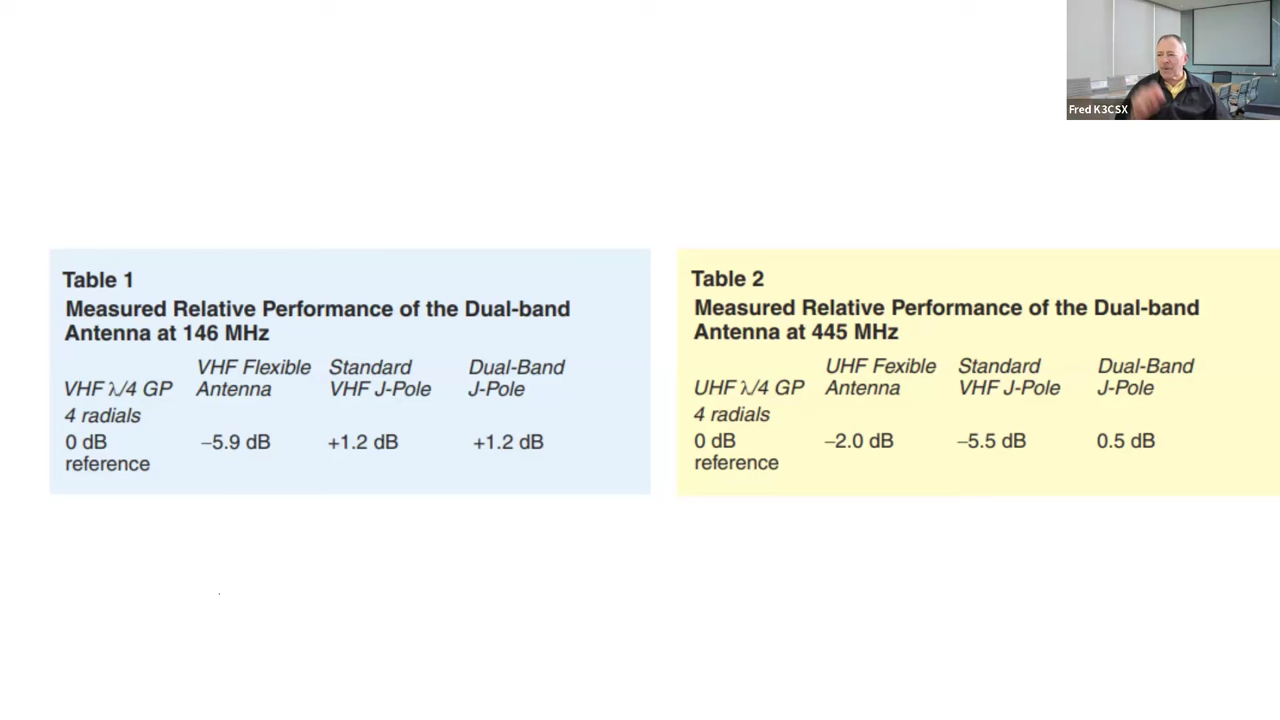 Fred K3CSX
Table 1
Measured Relative Performance of the Dual-band
Antenna at 146 MHz
VHF Flexible Standard Dual-Band
VHF λ/4 GP Antenna VHF J-Pole J-Pole
4 radials
0 dB –5.9 dB +1.2 dB +1.2 dB
reference
Table 2
Measured Relative Performance of the Dual-band
Antenna at 445 MHz
UHF Fexible Standard Dual-Band
UHF λ/4 GP Antenna VHF J-Pole J-Pole
4 radials
0 dB –2.0 dB –5.5 dB 0.5 dB
reference